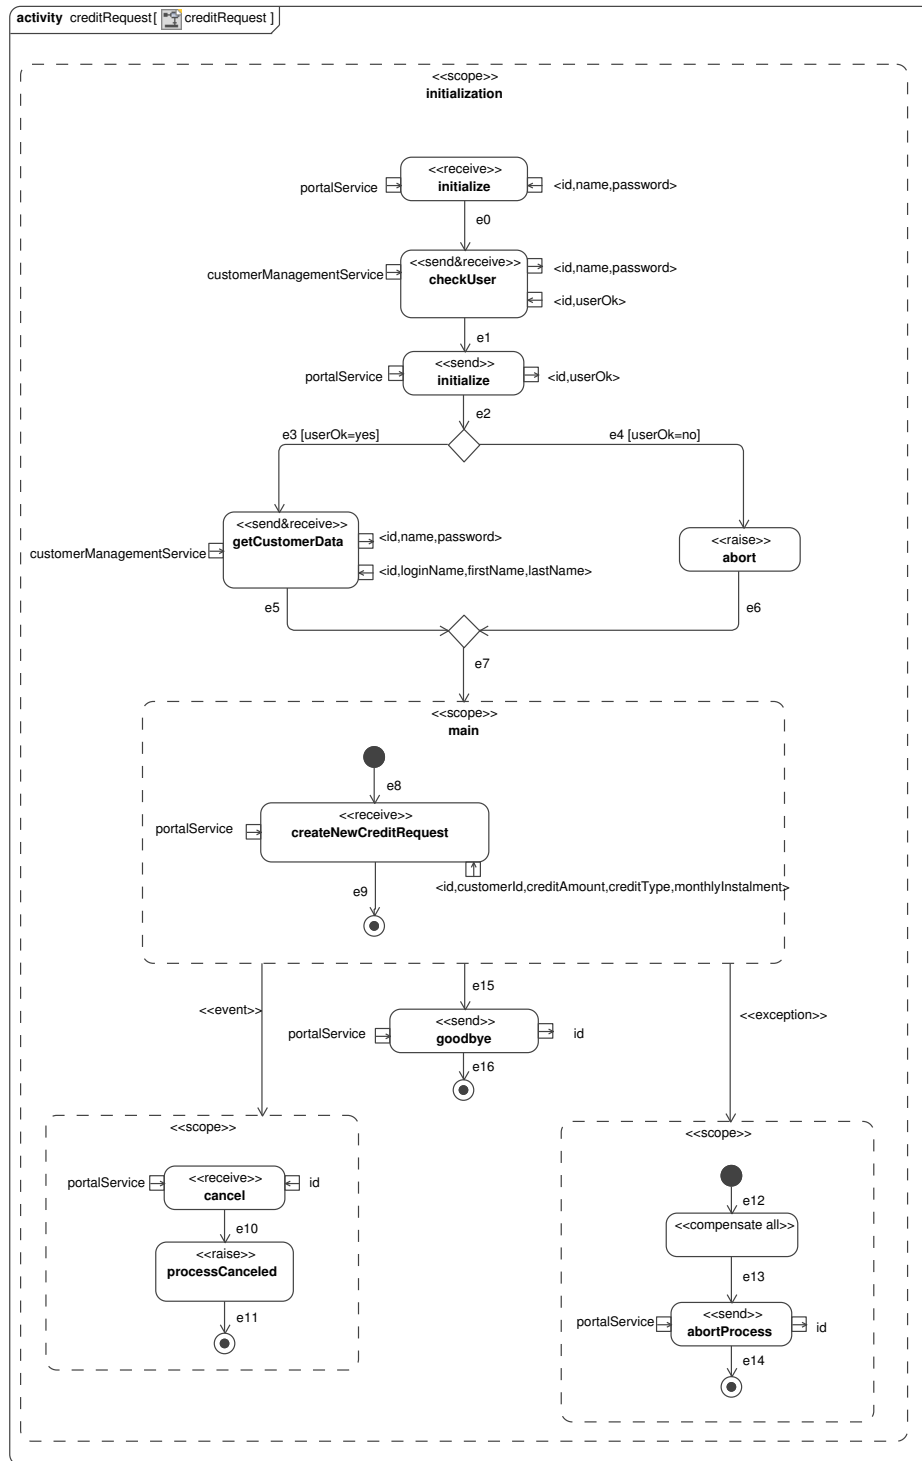 activity creditRequest[ creditRequest ]
<<scope>>
initialization
<<receive>>
initialize
portalService
<id,name,password>
e0
<<send&receive>>
checkUser
customerManagementService
<id,name,password>
<id,userOk>
e1
<<send>>
initialize
portalService
<id,userOk>
e2
e3 [userOk=yes]
e4 [userOk=no]
<<send&receive>>
getCustomerData
customerManagementService
<id,name,password>
<id,loginName,firstName,lastName>
<<raise>>
abort
e5
e6
e7
<<scope>>
main
e8
<<receive>>
createNewCreditRequest
portalService
<id,customerId,creditAmount,creditType,monthlyInstalment>
e9
<<event>>
e15
<<exception>>
<<send>>
goodbye
portalService
id
e16
<<scope>>
<<receive>>
cancel
portalService
id
e10
<<raise>>
processCanceled
e11
<<scope>>
e12
<<compensate all>>
e13
<<send>>
abortProcess
portalService
id
e14